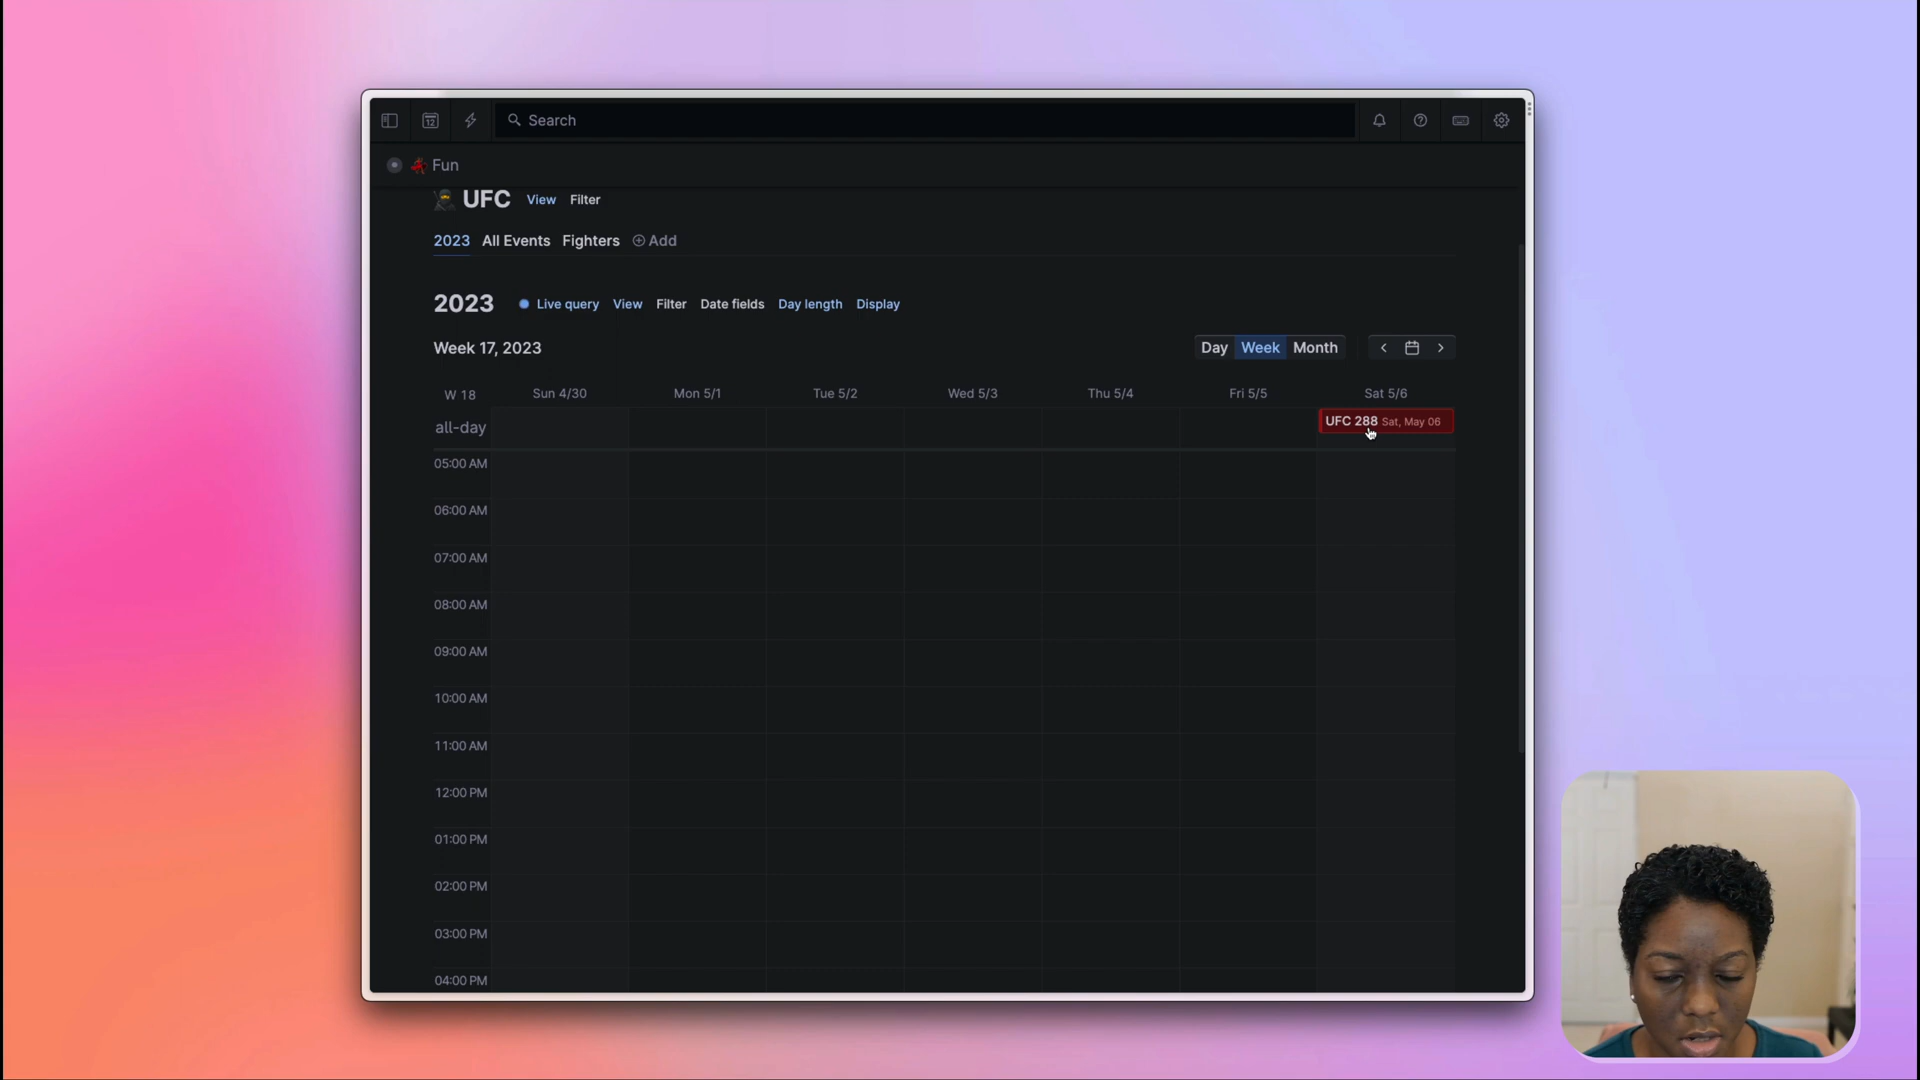 12
Search
Fun
UFC View Filter
2023 All Events Fighters Add
2023 Live query View Filter Date fields Day length Display
Week 17, 2023 Day Week Month
W 18 Sun 4/30 Mon 5/1 Tue 5/2 Wed 5/3 Thu 5/4 Fri 5/5 Sat 5/6
all-day UFC 288 Sat, May 06
05:00 AM
06:00 AM
07:00 AM
08:00 AM
09:00 AM
10:00 AM
11:00 AM
12:00 PM
01:00 PM
02:00 PM
03:00 PM
04:00 PM